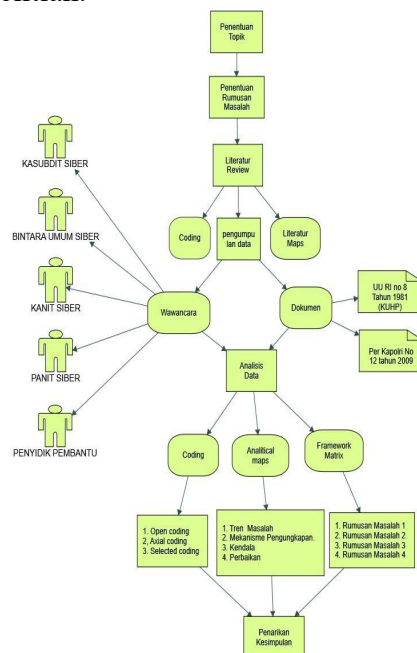 Penentuan
Topik
Penentuan
Rumusan
Masalah
Literatur
Review
Coding
pengumpu
lan data
Literatur
Maps
KASUBDIT SIBER
BINTARA UMUM SIBER
KANIT SIBER
PANIT SIBER
PENYIDIK PEMBANTU
Wawancara
Dokumen
UU RI no 8
Tahun 1981
(KUHP)
Per Kapolri No
12 tahun 2009
Analisis
Data
Coding
Analitical
maps
Framework
Matrix
1. Open coding
2, Axial coding
3. Selected coding
1. Tren Masalah
2. Mekanisme Pengungkapan.
3. Kendala
4. Perbaikan
1. Rumusan Masalah 1
2. Rumusan Masalah 2
3. Rumusan Masalah 3
4. Rumusan Masalah 4
Penarikan
Kesimpulan